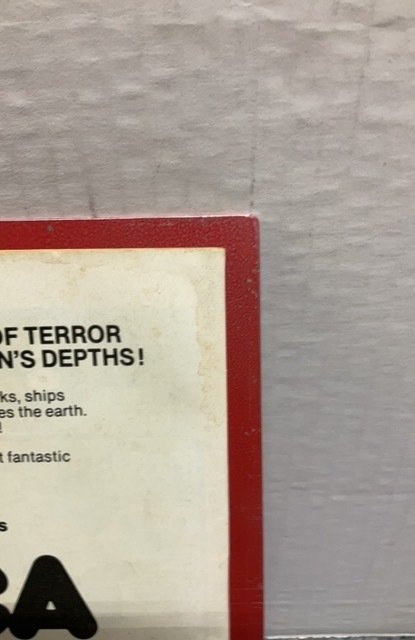 OF TERROR
N'S DEPTHS!
ks, ships
es the earth.
!
t fantastic
s
SA